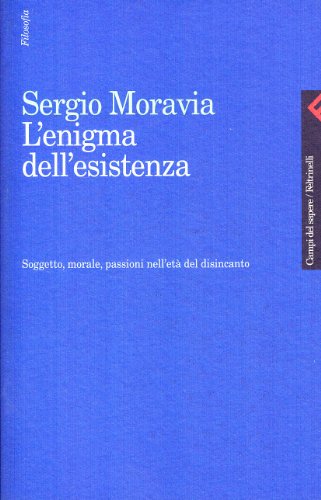 Filosofia
Sergio Moravia
L'enigma
dell'esistenza
Soggetto, morale, passioni nell'età del disincanto
Campi del sapere / Feltrinelli